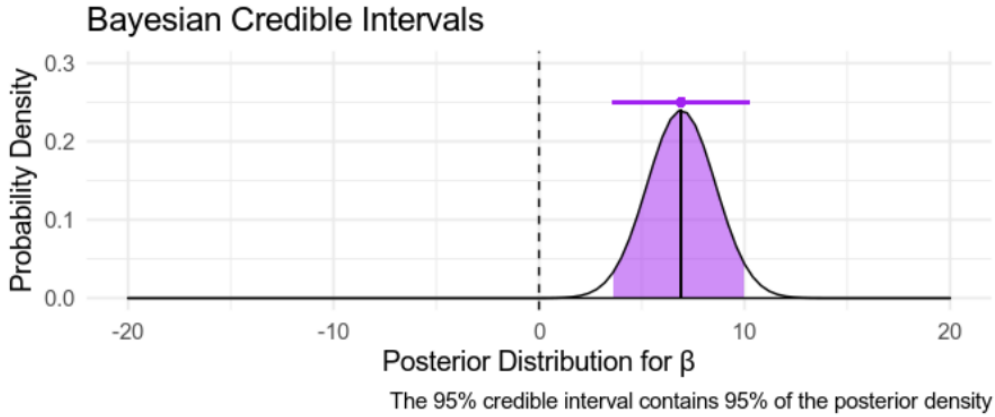 Bayesian Credible Intervals
Probability Density
0.3
0.2
0.1
0.0
-20 -10 0 10 20
Posterior Distribution for β
The 95% credible interval contains 95% of the posterior density